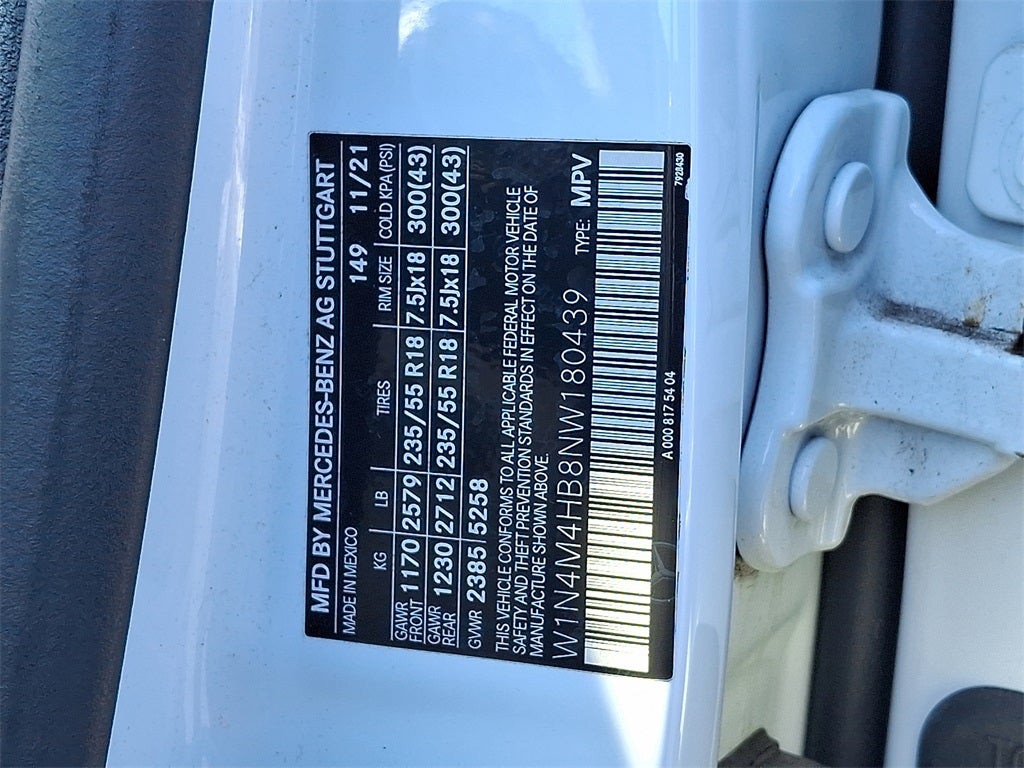 MFD BY MERCEDES-BENZ AG STUTTGART
MADE IN MEXICO 149 11/21
KG LB TIRES RIM SIZE COLD KPA(PSI)
GAWR FRONT 1170 2579 235/55 R18 7.5Jx18 300(43)
GAWR REAR 1230 2712 235/55 R18 7.5Jx18 300(43)
GVWR 2385 5258
THIS VEHICLE CONFORMS TO ALL APPLICABLE FEDERAL MOTOR VEHICLE
SAFETY AND THEFT PREVENTION STANDARDS IN EFFECT ON THE DATE OF
MANUFACTURE SHOWN ABOVE.
W1N4M4HB8NW180439 TYPE: MPV
A 000 817 54 04 7928430